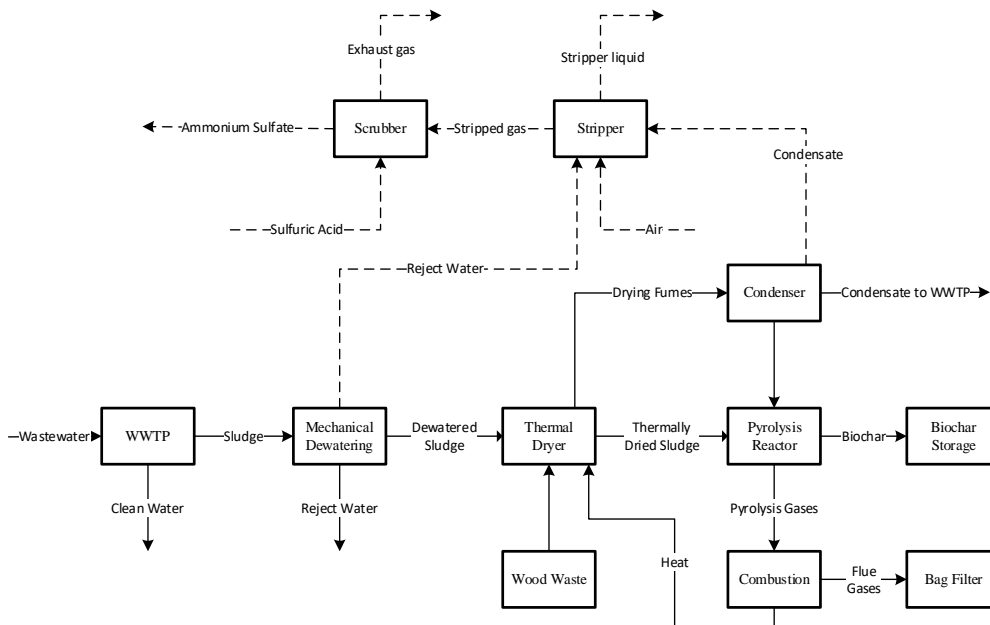 Exhaust gas
Stripper liquid
Ammonium Sulfate
Scrubber
Stripped gas
Stripper
Condensate
Sulfuric Acid
Air
Reject Water
Drying Fumes
Condenser
Condensate to WWTP
Wastewater
WWTP
Sludge
Mechanical
Dewatering
Dewatered
Sludge
Thermal
Dryer
Thermally
Dried Sludge
Pyrolysis
Reactor
Biochar
Biochar
Storage
Clean Water
Reject Water
Pyrolysis Gases
Wood Waste
Heat
Combustion
Flue
Gases
Bag Filter